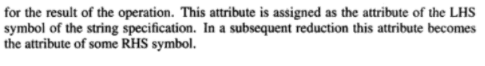 for the result of the operation. This attribute is assigned as the attribute of the LHS
symbol of the string specification. In a subsequent reduction this attribute becomes
the attribute of some RHS symbol.